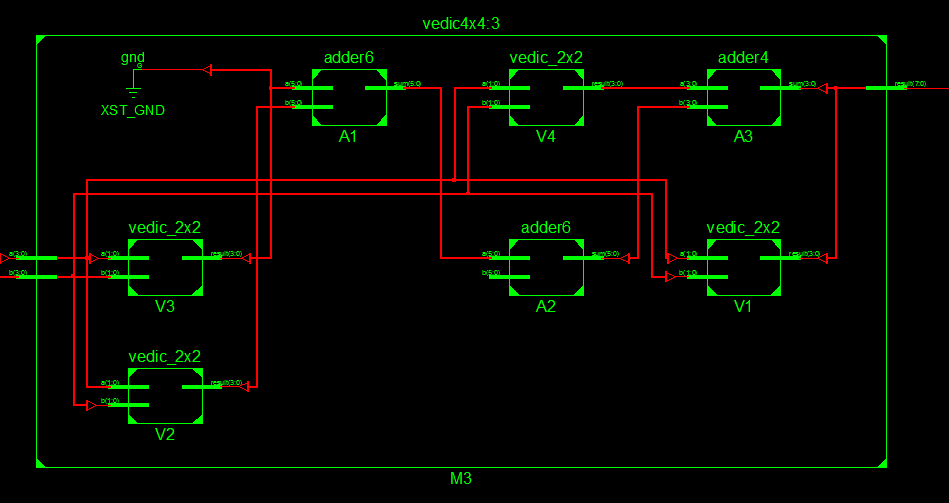 vedic4x4:3
gnd
G
XST_GND
adder6
a(5:0)
b(5:0)
sum(5:0)
A1
vedic_2x2
a(1:0)
b(1:0)
result(3:0)
V4
adder4
a(3:0)
b(3:0)
sum(3:0)
A3
result(7:0)
a(3:0)
b(3:0)
vedic_2x2
a(1:0)
b(1:0)
result(3:0)
V3
adder6
a(5:0)
b(5:0)
sum(5:0)
A2
vedic_2x2
a(1:0)
b(1:0)
result(3:0)
V1
vedic_2x2
a(1:0)
b(1:0)
result(3:0)
V2
M3